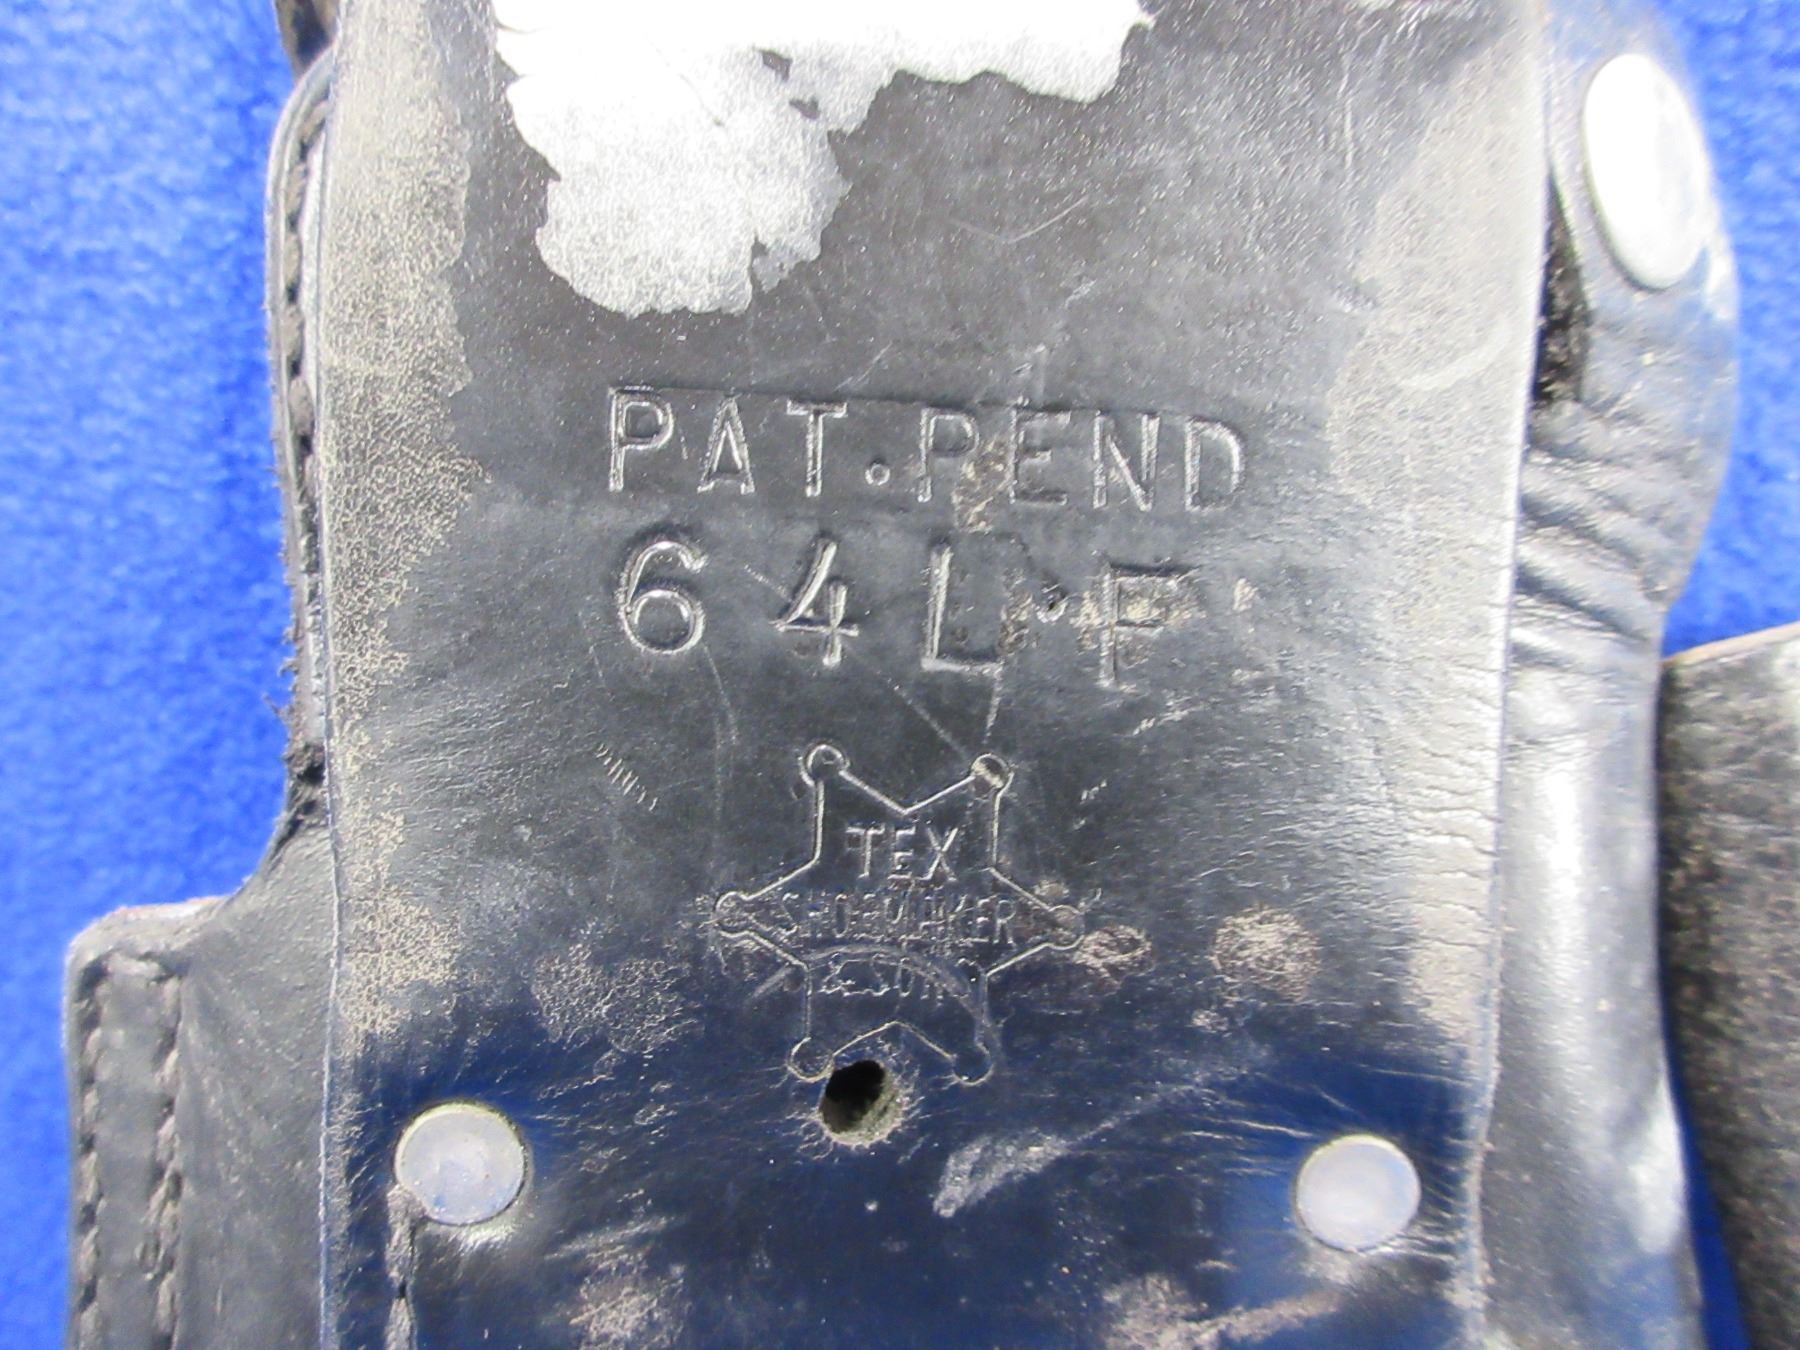 PAT. PEND
64L F
TEX
SHOEMAKER
& SON